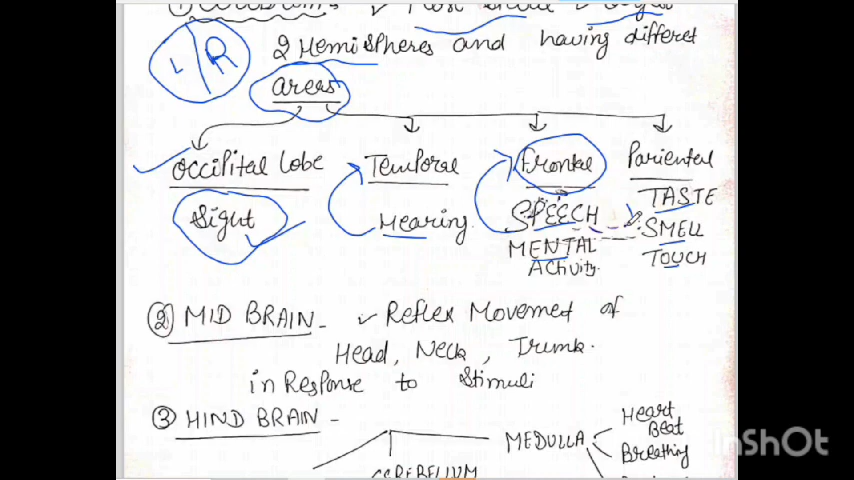 2 Hemispheres and having differet
L/R
areas
Occipital lobe Temporal Frontal Pariental
Sight Hearing SPEECH TASTE
MENTAL SMELL
Activity. TOUCH
② MID BRAIN - ✓ Reflex Movement of
Head, Neck, Trunk.
in Response to Stimuli
③ HIND BRAIN -
MEDULLA Heart
Beat
Breathing
CEREBELLUM
InShOt